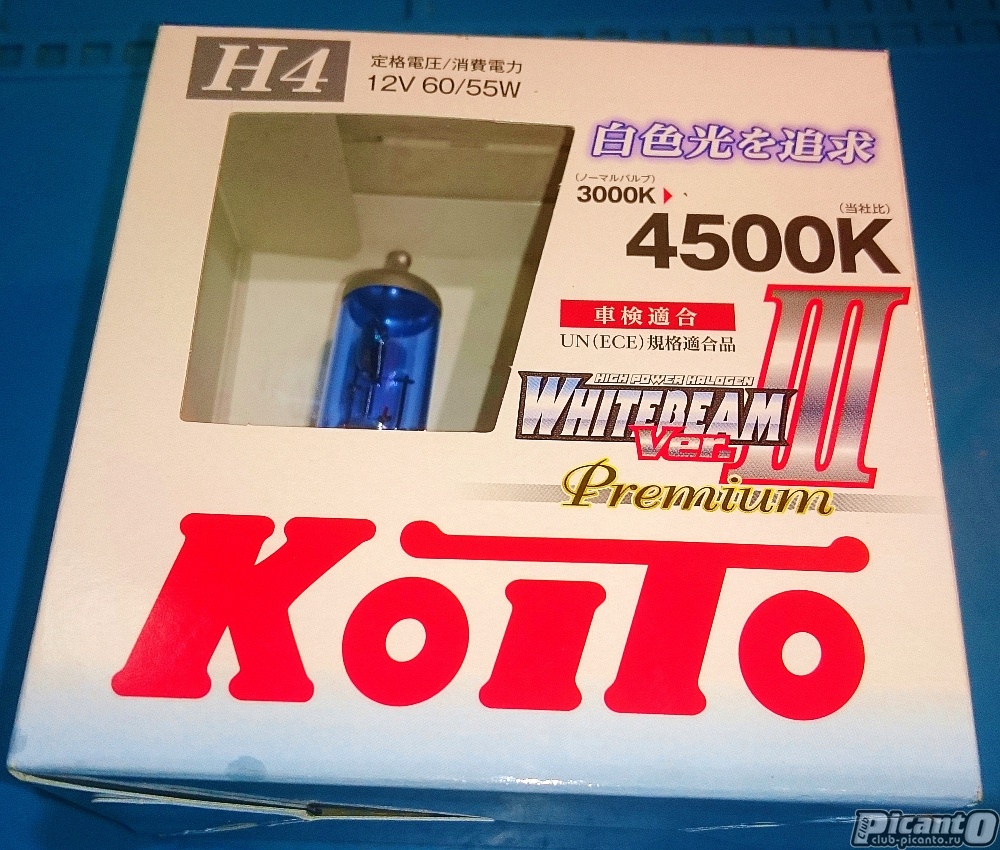 H4
定格電圧/消費電力
12V 60/55W
白色光を追求
(ノーマルバルブ)
3000K
(当社比)
4500K
車検適合
UN(ECE)規格適合品
HIGH POWER HALOGEN
WHITEBEAM
Ver. III
Premium
KoiTo
club PicantO
club-picanto.ru